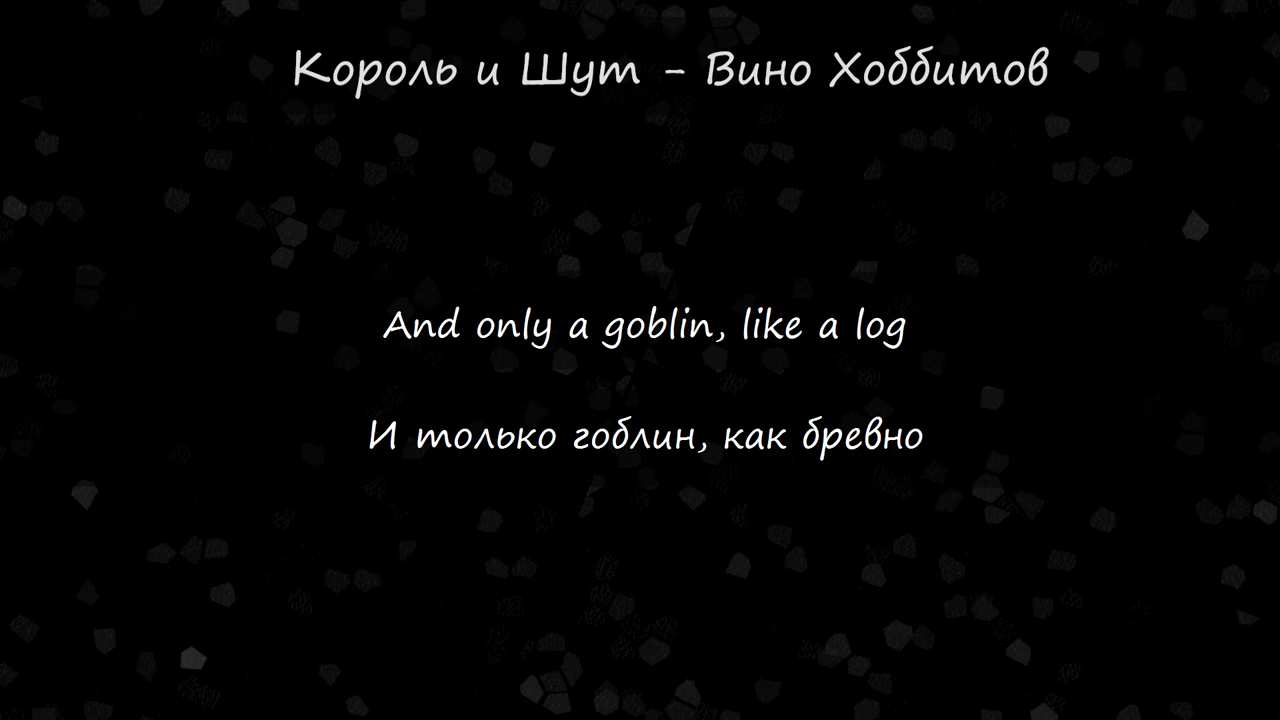 Король и Шут - Вино Хоббитов
And only a goblin, like a log
И только гоблин, как бревно